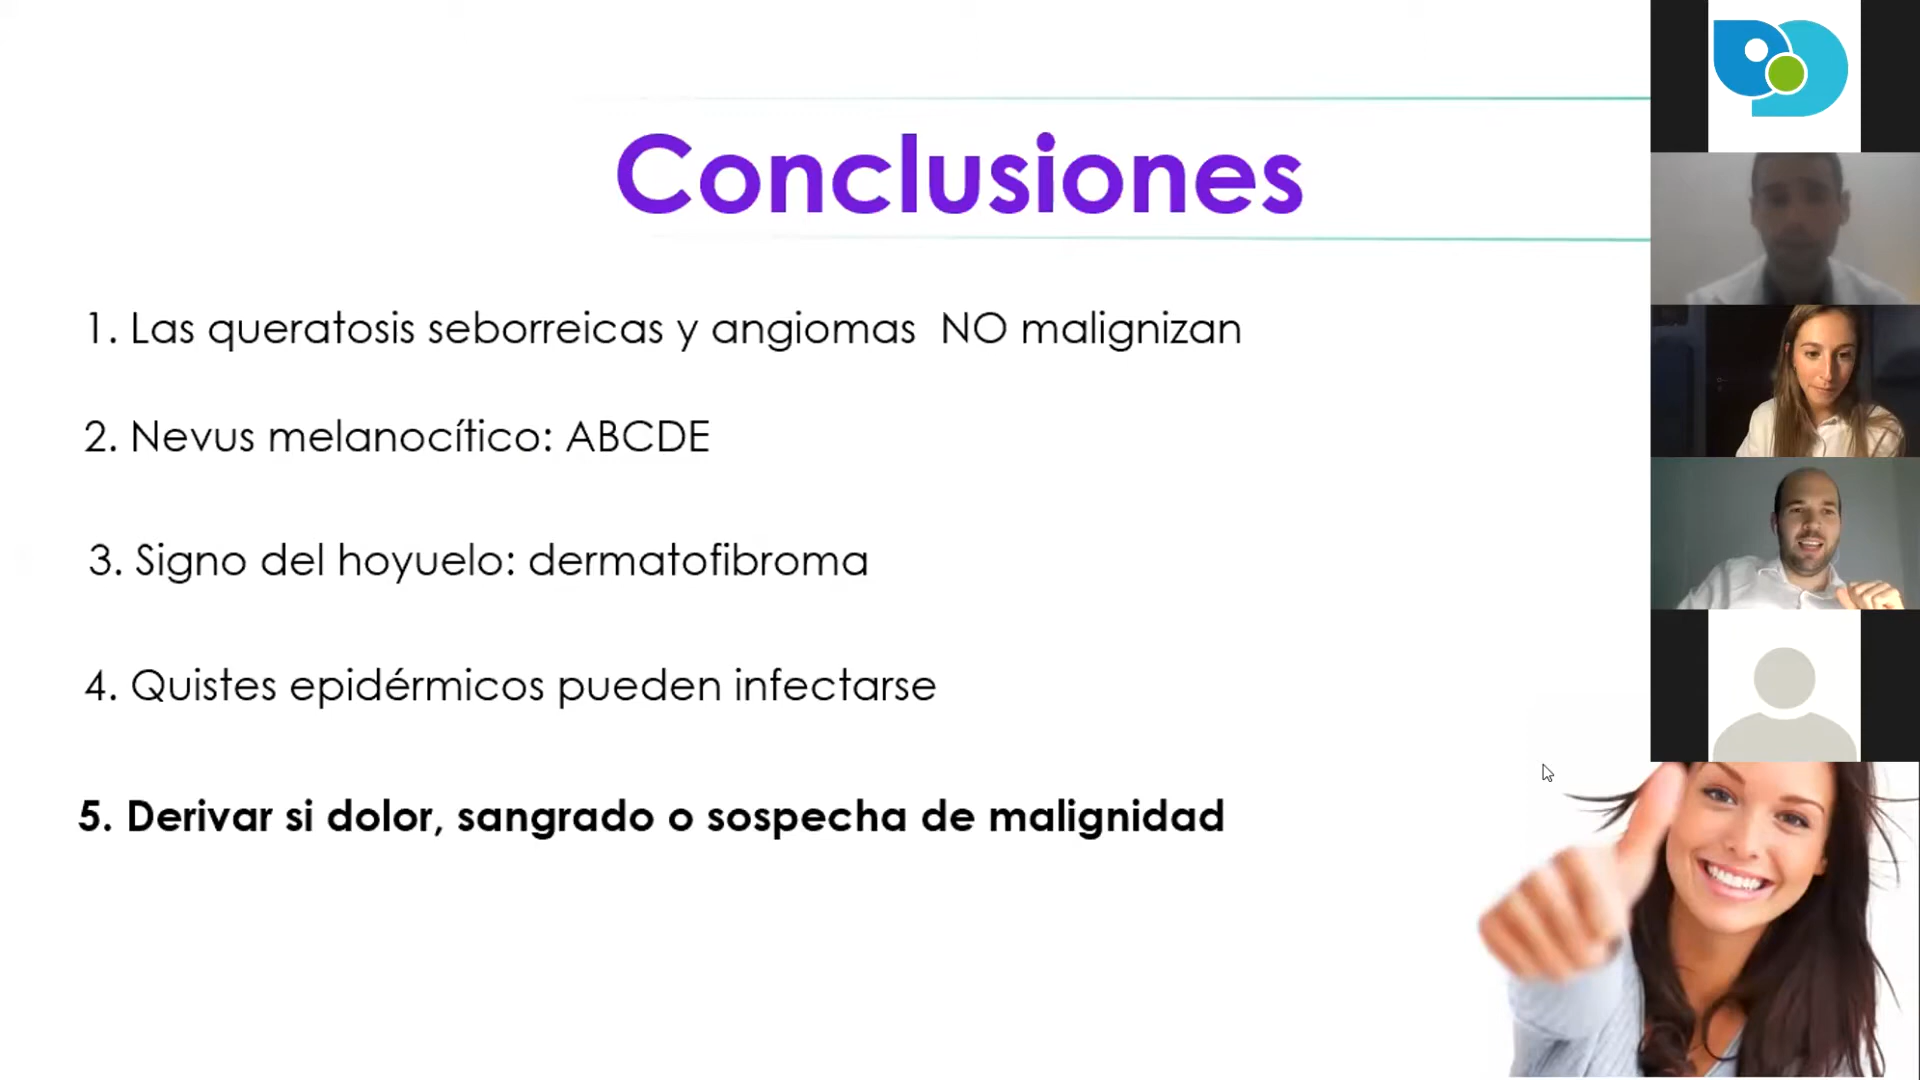 Conclusiones
1. Las queratosis seborreicas y angiomas NO malignizan
2. Nevus melanocítico: ABCDE
3. Signo del hoyuelo: dermatofibroma
4. Quistes epidérmicos pueden infectarse
5. Derivar si dolor, sangrado o sospecha de malignidad